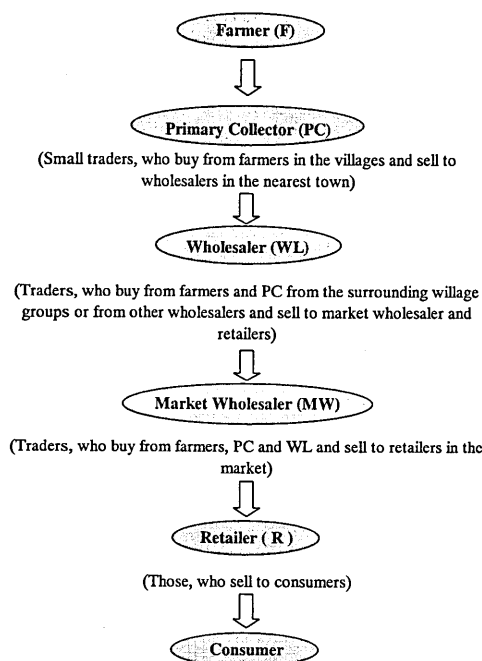 Farmer (F)
Primary Collector (PC)
(Small traders, who buy from farmers in the villages and sell to
wholesalers in the nearest town)
Wholesaler (WL)
(Traders, who buy from farmers and PC from the surrounding willage
groups or from other wholesalers and sell to market wholesaler and
retailers)
Market Wholesaler (MW)
(Traders, who buy from farmers, PC and WL and sell to retailers in the
market)
Retailer ( R )
(Those, who sell to consumers)
Consumer